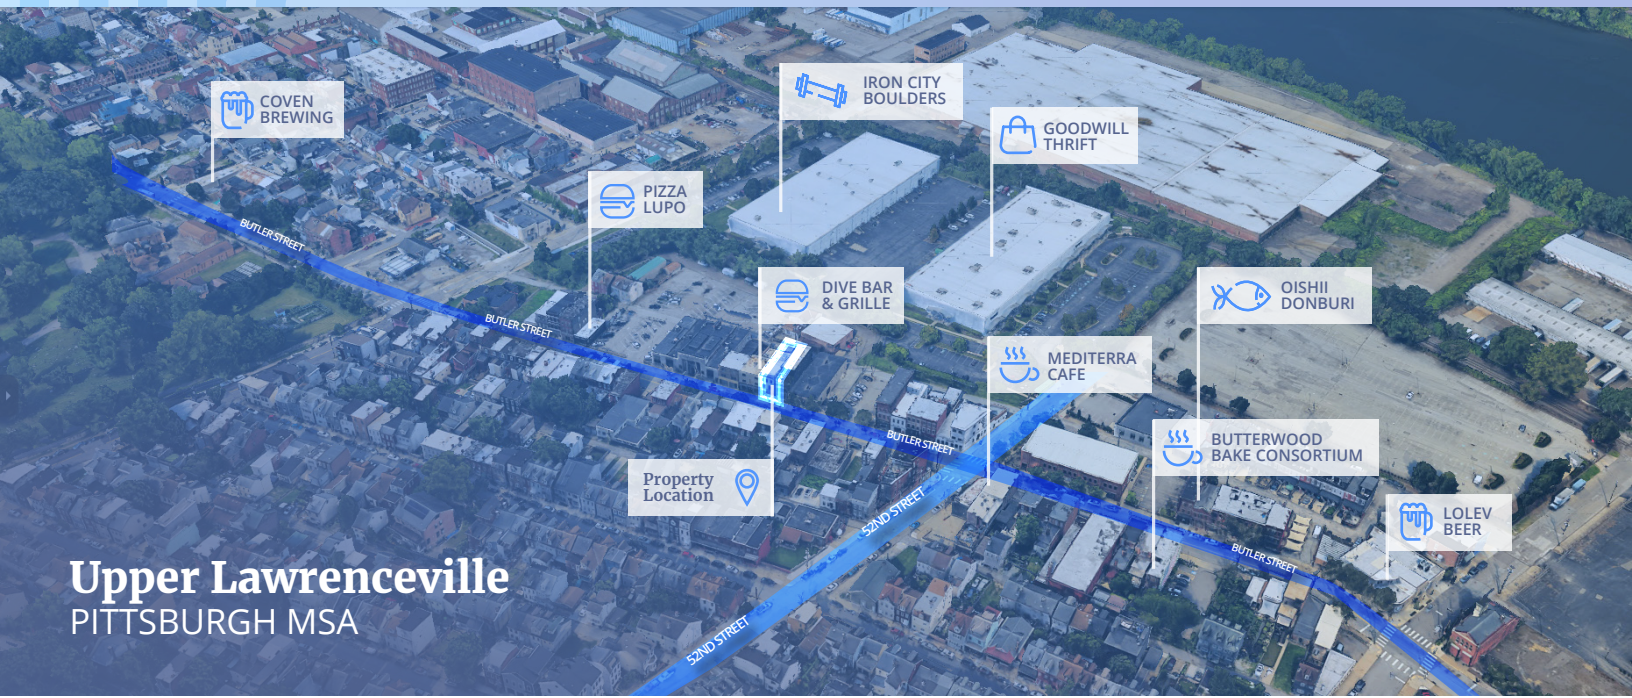 COVEN
BREWING
IRON CITY
BOULDERS
GOODWILL
THRIFT
PIZZA
LUPO
BUTLER STREET
DIVE BAR
& GRILLE
OISHII
DONBURI
BUTLER STREET
MEDITERRA
CAFE
BUTLER STREET
BUTTERWOOD
BAKE CONSORTIUM
Property
Location
52ND STREET
LOLEV
BEER
BUTLER STREET
Upper Lawrenceville
PITTSBURGH MSA
52ND STREET